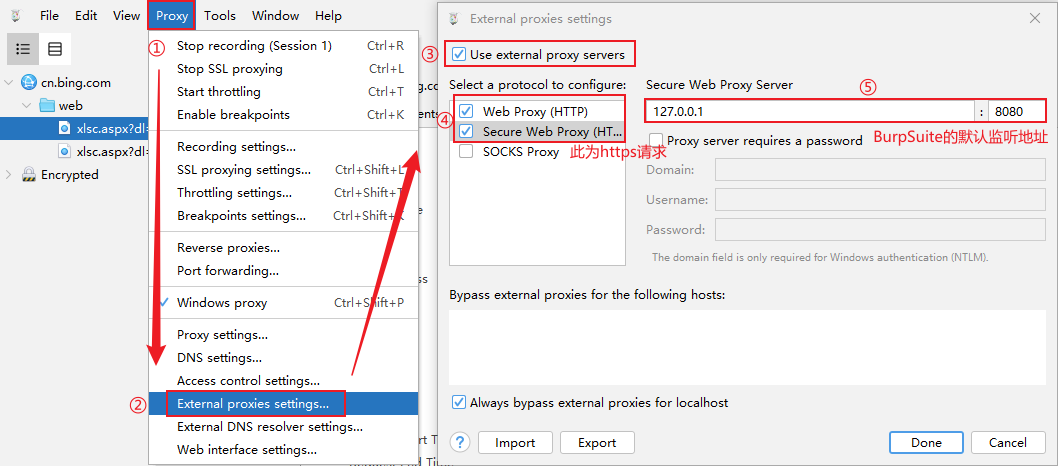 File Edit View Proxy Tools Window Help
①
Stop recording (Session 1) Ctrl+R
Stop SSL proxying Ctrl+L
Start throttling Ctrl+T
Enable breakpoints Ctrl+K
Recording settings...
SSL proxying settings... Ctrl+Shift+L
Throttling settings... Ctrl+Shift+T
Breakpoints settings... Ctrl+Shift+K
Reverse proxies...
Port forwarding...
Windows proxy Ctrl+Shift+P
Proxy settings...
DNS settings...
Access control settings...
② External proxies settings...
External DNS resolver settings...
Web interface settings...
cn.bing.com
web
xlsc.aspx?dl=
xlsc.aspx?dl=
Encrypted
External proxies settings
③ Use external proxy servers
Select a protocol to configure:
④
Web Proxy (HTTP)
Secure Web Proxy (HT...
SOCKS Proxy
此为https请求
Secure Web Proxy Server
⑤
127.0.0.1 : 8080
Proxy server requires a password
BurpSuite的默认监听地址
Domain:
Username:
Password:
The domain field is only required for Windows authentication (NTLM).
Bypass external proxies for the following hosts:
Always bypass external proxies for localhost
? Import Export Done Cancel